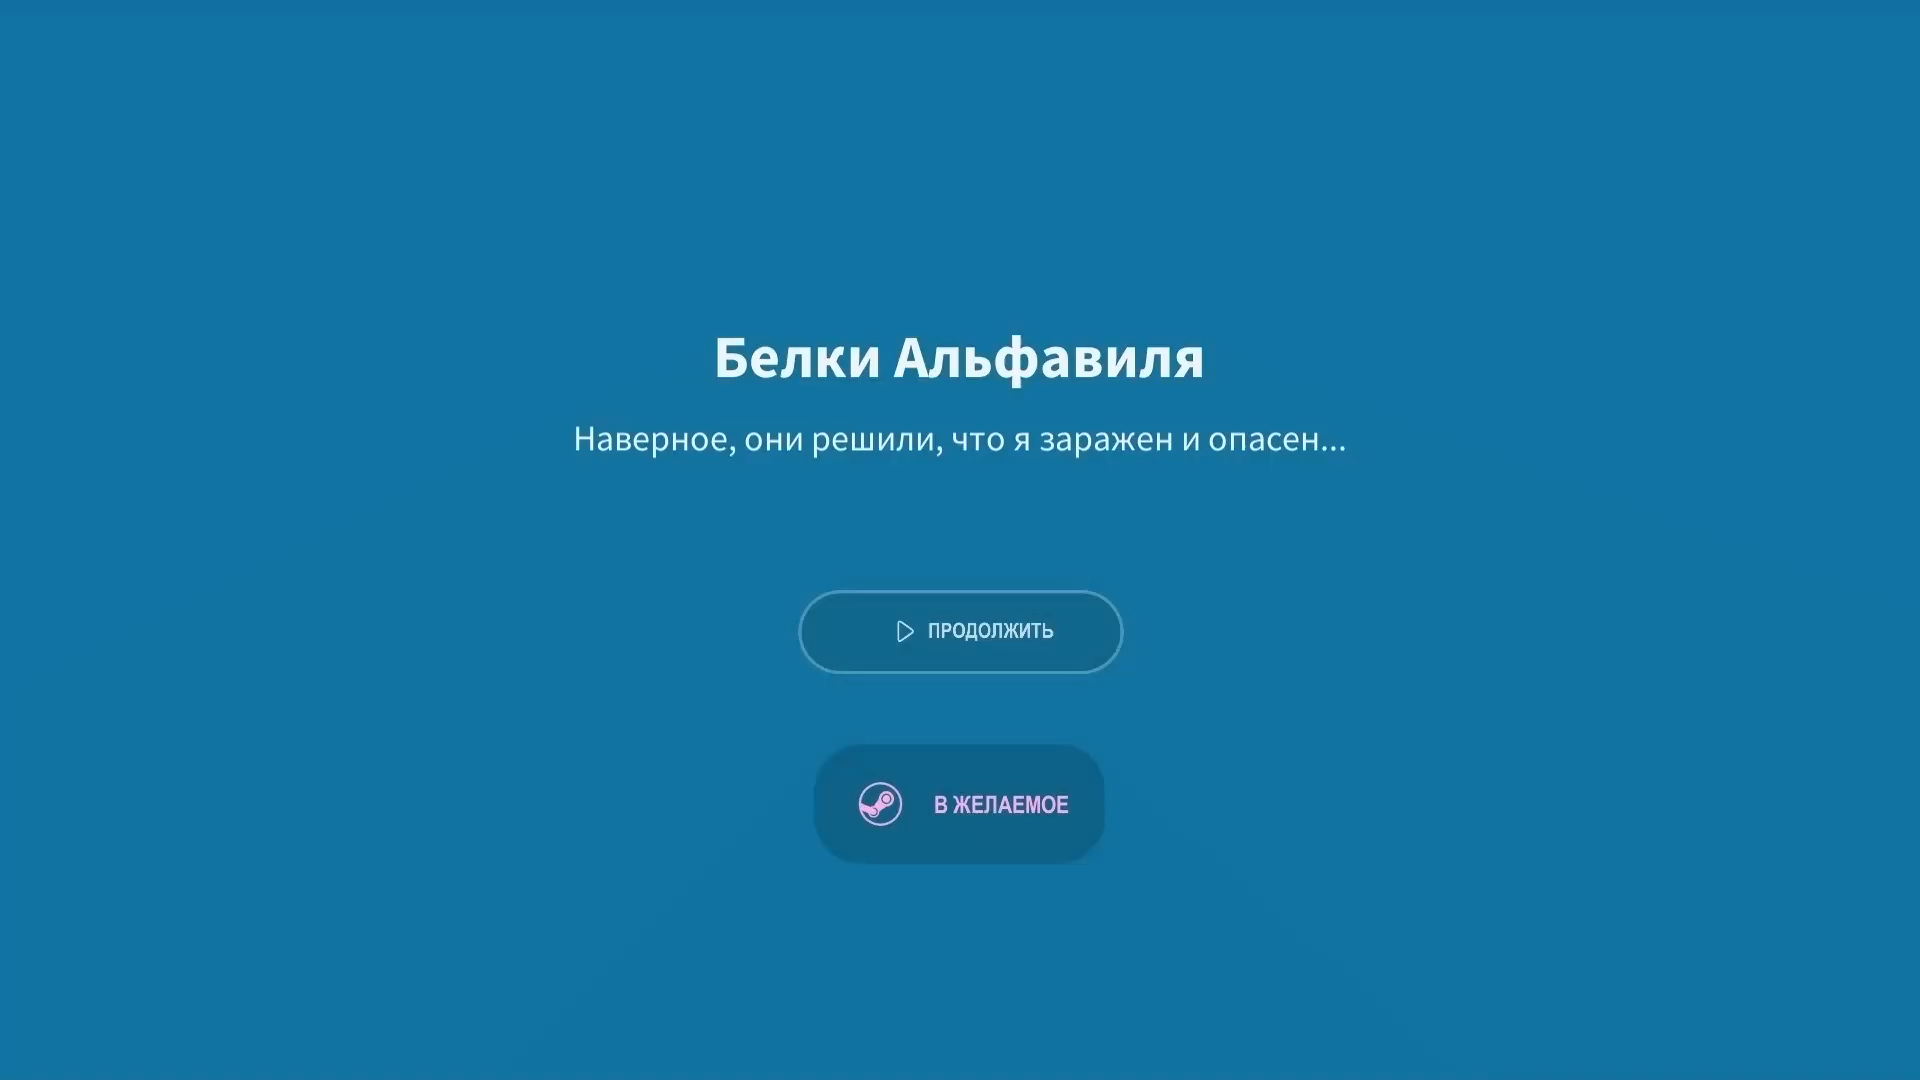 Белки Альфавиля
Наверное, они решили, что я заражен и опасен...
ПРОДОЛЖИТЬ
В ЖЕЛАЕМОЕ